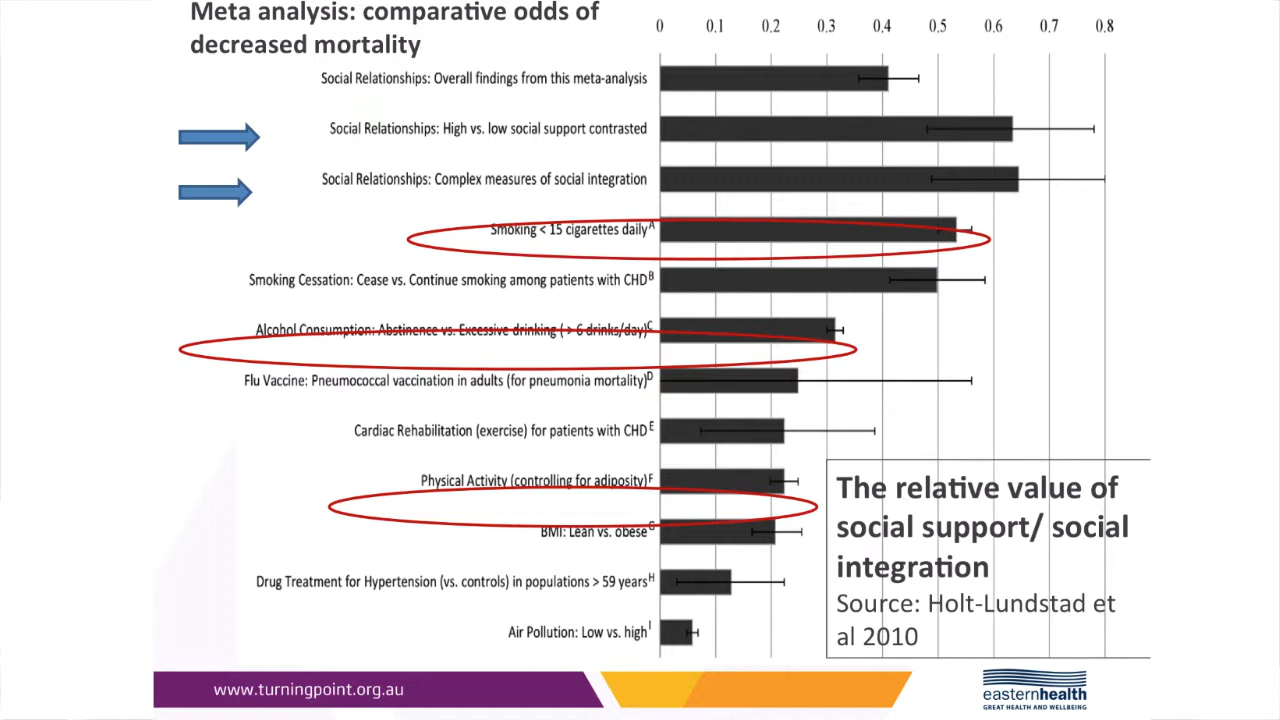 Meta analysis: comparative odds of
decreased mortality
0 0.1 0.2 0.3 0.4 0.5 0.6 0.7 0.8
Social Relationships: Overall findings from this meta-analysis
Social Relationships: High vs. low social support contrasted
Social Relationships: Complex measures of social integration
Smoking < 15 cigarettes daily A
Smoking Cessation: Cease vs. Continue smoking among patients with CHD B
Alcohol Consumption: Abstinence vs. Excessive drinking ( > 6 drinks/day) C
Flu Vaccine: Pneumococcal vaccination in adults (for pneumonia mortality) D
Cardiac Rehabilitation (exercise) for patients with CHD E
Physical Activity (controlling for adiposity) F
BMI: Lean vs. obese G
Drug Treatment for Hypertension (vs. controls) in populations > 59 years H
Air Pollution: Low vs. high I
The relative value of
social support/ social
integration
Source: Holt-Lundstad et
al 2010
www.turningpoint.org.au
easternhealth
GREAT HEALTH AND WELLBEING